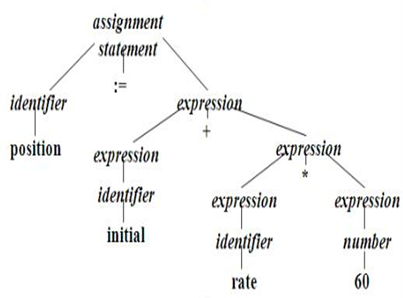 assignment
statement
identifier := expression
position + expression
expression *
identifier expression expression
initial identifier number
rate 60